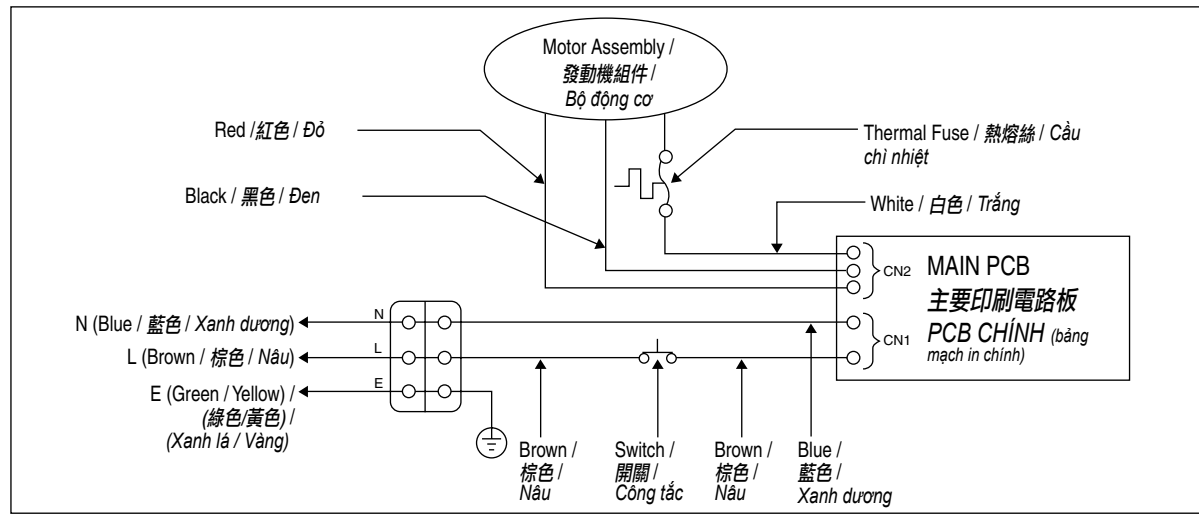 Motor Assembly /
發動機組件 /
Bộ động cơ
Red /紅色 / Đỏ
Black / 黑色 / Đen
Thermal Fuse / 熱熔絲 / Cầu
chì nhiệt
White / 白色 / Trắng
CN2
MAIN PCB
主要印刷電路板
PCB CHÍNH (bảng
mạch in chính)
CN1
N (Blue / 藍色 / Xanh dương)
N
L (Brown / 棕色 / Nâu)
L
E (Green / Yellow) /
(綠色/黃色) /
(Xanh lá / Vàng)
E
Brown /
棕色 /
Nâu
Switch /
開關 /
Công tắc
Brown /
棕色 /
Nâu
Blue /
藍色 /
Xanh dương